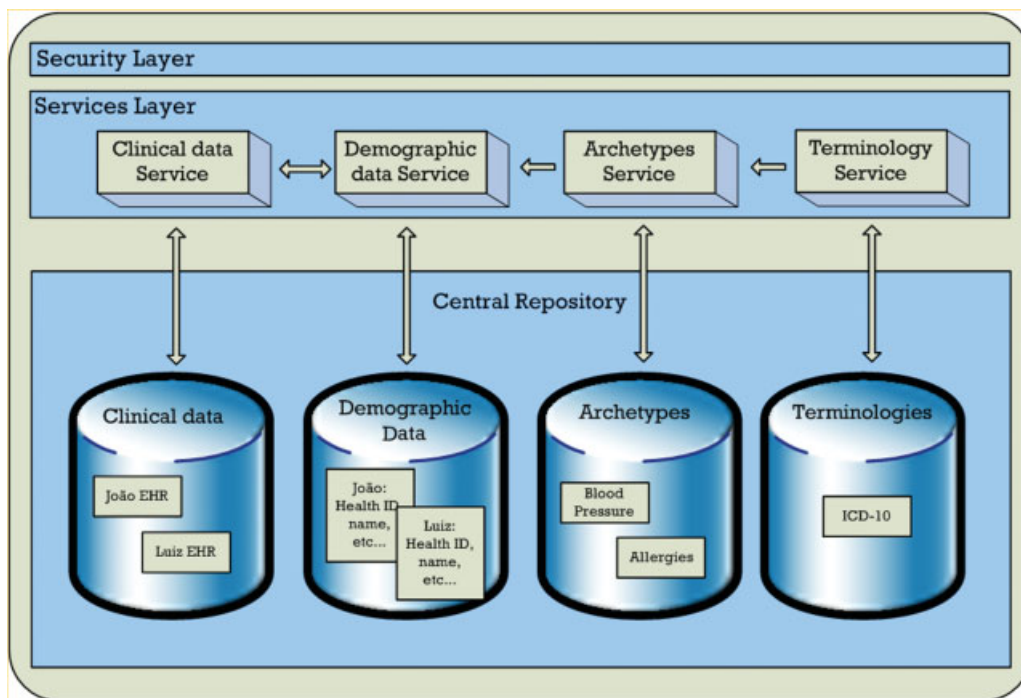 Security Layer
Services Layer
Clinical data
Service
Demographic
data Service
Archetypes
Service
Terminology
Service
Central Repository
Clinical data
João EHR
Luiz EHR
Demographic
Data
João:
Health ID,
name,
etc...
Luiz:
Health ID,
name,
etc...
Archetypes
Blood
Pressure
Allergies
Terminologies
ICD-10